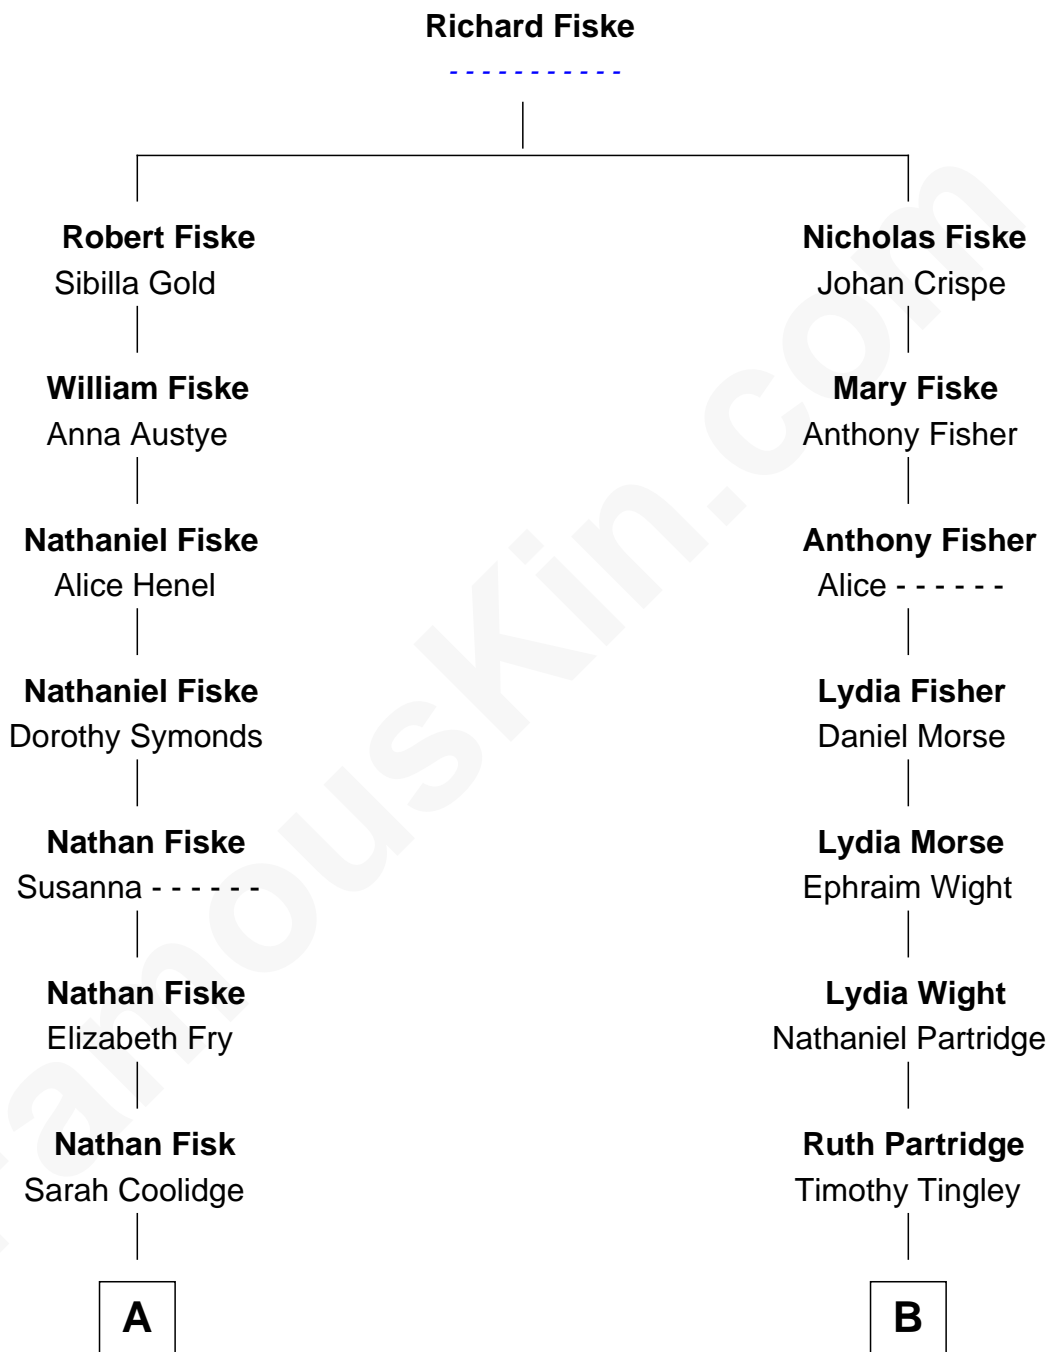 Richard Fiske
- - - - - - - - - - -
Robert Fiske
Sibilla Gold
William Fiske
Anna Austye
Nathaniel Fiske
Alice Henel
Nathaniel Fiske
Dorothy Symonds
Nathan Fiske
Susanna - - - - - -
Nathan Fiske
Elizabeth Fry
Nathan Fisk
Sarah Coolidge
A
Nicholas Fiske
Johan Crispe
Mary Fiske
Anthony Fisher
Anthony Fisher
Alice - - - - - -
Lydia Fisher
Daniel Morse
Lydia Morse
Ephraim Wight
Lydia Wight
Nathaniel Partridge
Ruth Partridge
Timothy Tingley
B
FamousKin.com